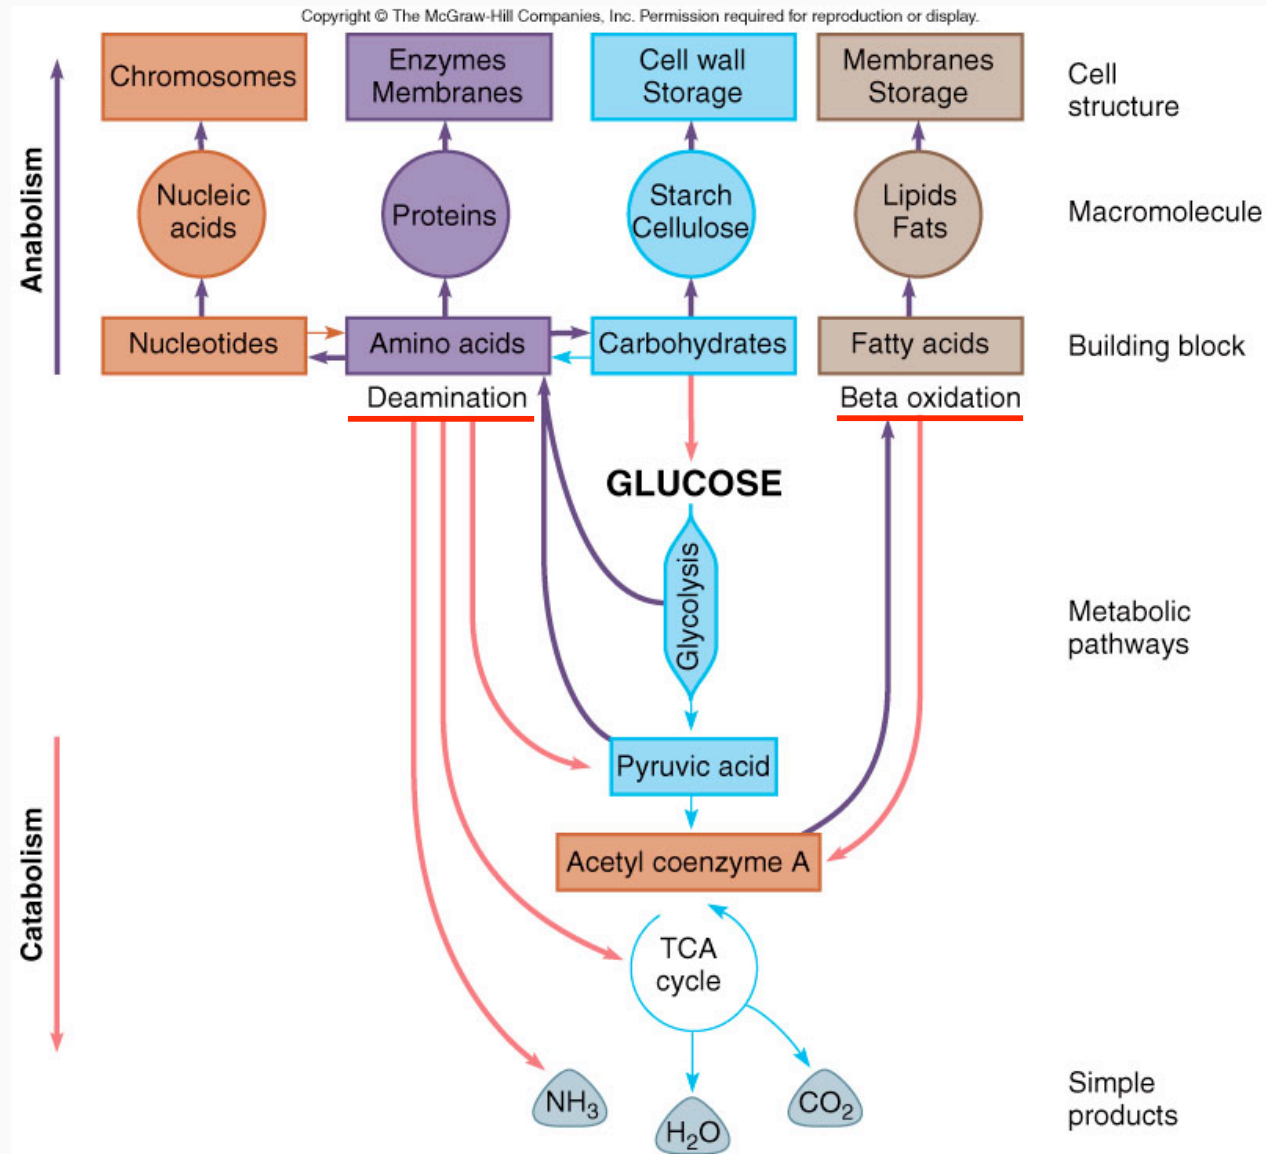 Copyright © The McGraw-Hill Companies, Inc. Permission required for reproduction or display.
Chromosomes
Enzymes
Membranes
Cell wall
Storage
Membranes
Storage
Cell
structure
Anabolism
Nucleic
acids
Proteins
Starch
Cellulose
Lipids
Fats
Macromolecule
Nucleotides
Amino acids
Carbohydrates
Fatty acids
Building block
Deamination
Beta oxidation
GLUCOSE
Glycolysis
Metabolic
pathways
Pyruvic acid
Acetyl coenzyme A
Catabolism
TCA
cycle
NH₃
H₂O
CO₂
Simple
products